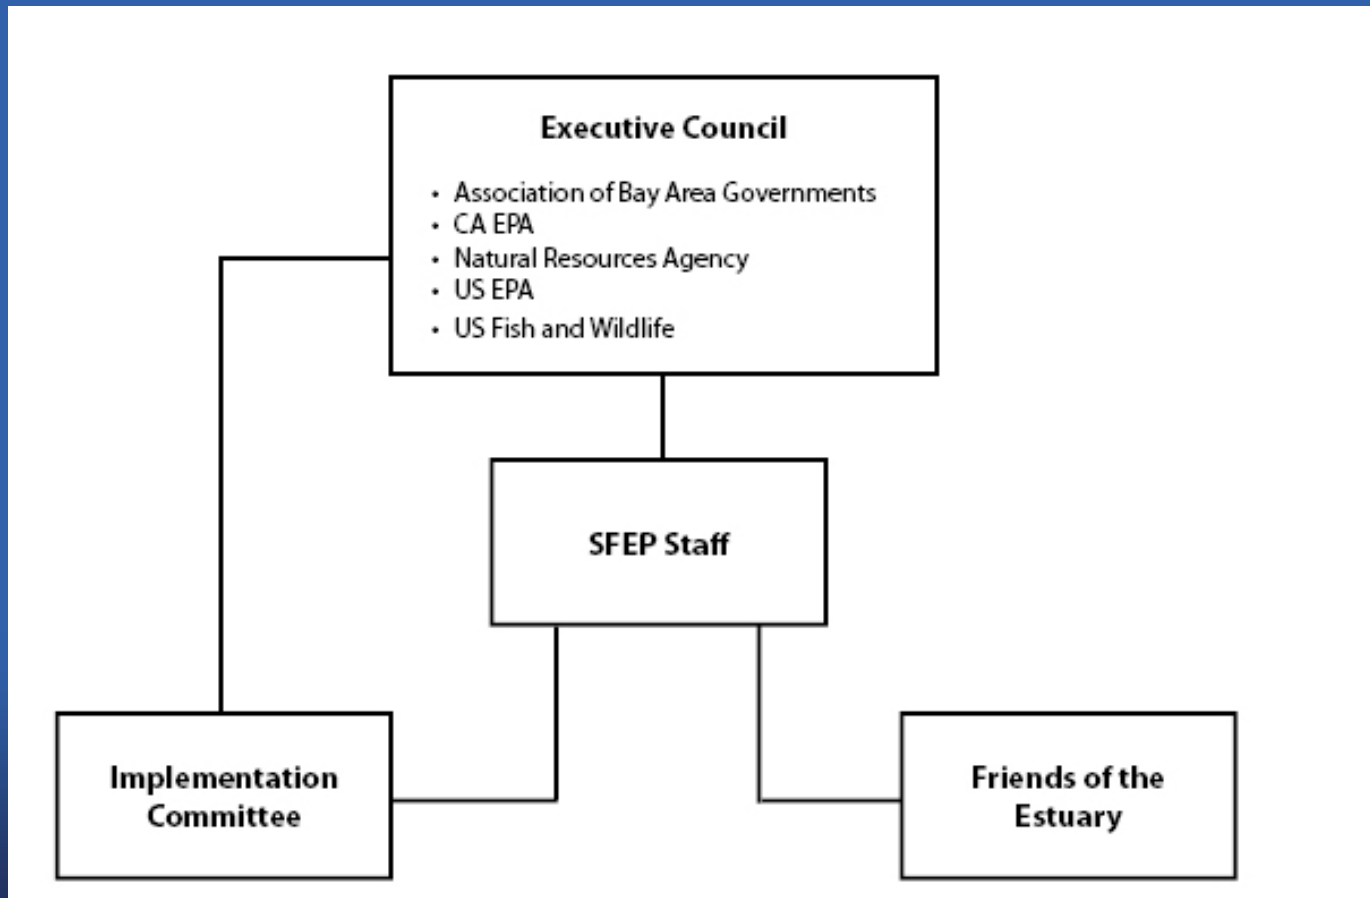 Executive Council
• Association of Bay Area Governments
• CA EPA
• Natural Resources Agency
• US EPA
• US Fish and Wildlife
SFEP Staff
Implementation
Committee
Friends of the
Estuary